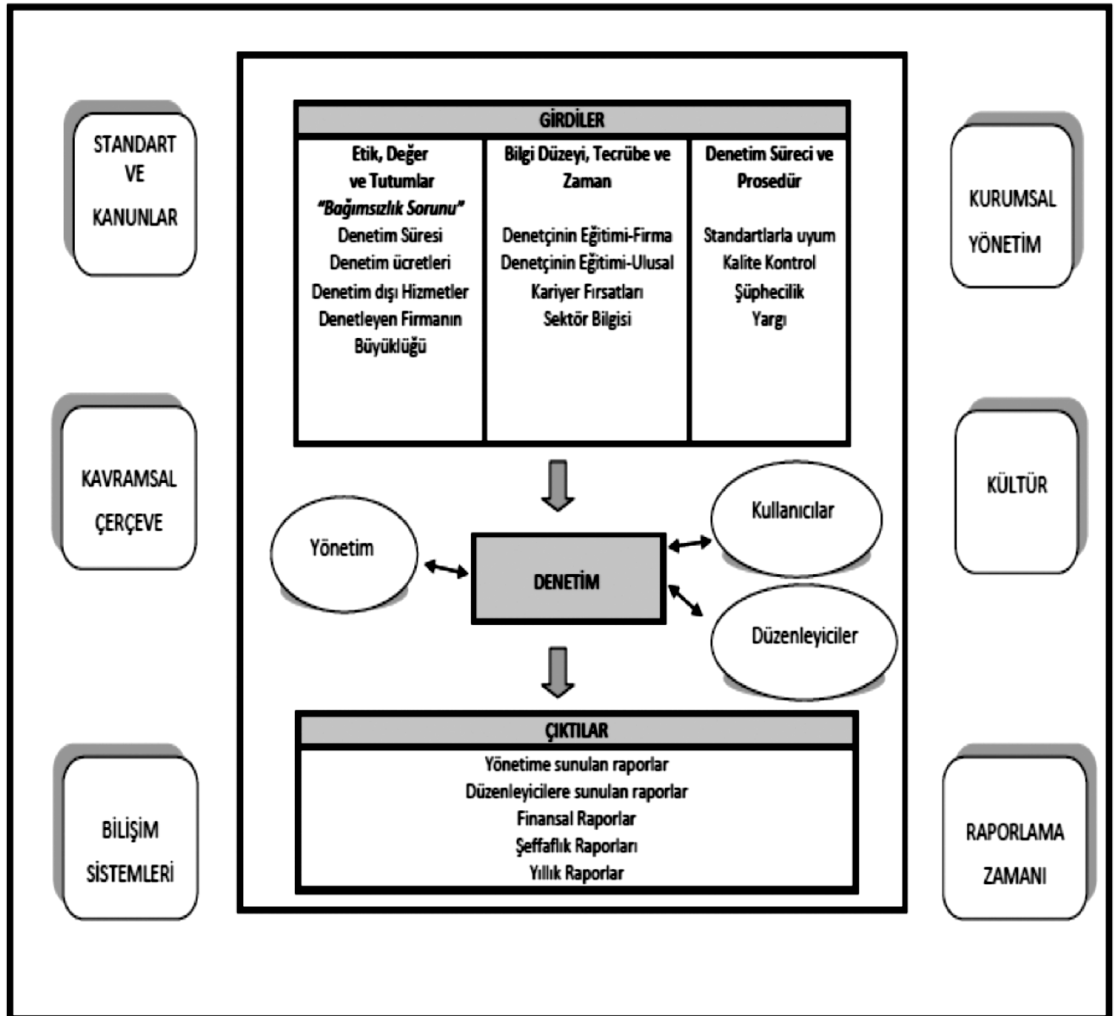 GİRDİLER
Etik, Değer
ve Tutumlar
"Bağımsızlık Sorunu"
Denetim Süresi
Denetim ücretleri
Denetim dışı Hizmetler
Denetleyen Firmanın
Büyüklüğü
Bilgi Düzeyi, Tecrübe ve
Zaman
Denetçinin Eğitimi-Firma
Denetçinin Eğitimi-Ulusal
Kariyer Fırsatları
Sektör Bilgisi
Denetim Süreci ve
Prosedür
Standartlarla uyum
Kalite Kontrol
Şüphecilik
Yargı
STANDART
VE
KANUNLAR
KURUMSAL
YÖNETİM
KAVRAMSAL
ÇERÇEVE
KÜLTÜR
Yönetim
DENETİM
Kullanıcılar
Düzenleyiciler
ÇIKTILAR
Yönetime sunulan raporlar
Düzenleyicilere sunulan raporlar
Finansal Raporlar
Şeffaflık Raporları
Yıllık Raporlar
BİLİŞİM
SİSTEMLERİ
RAPORLAMA
ZAMANI